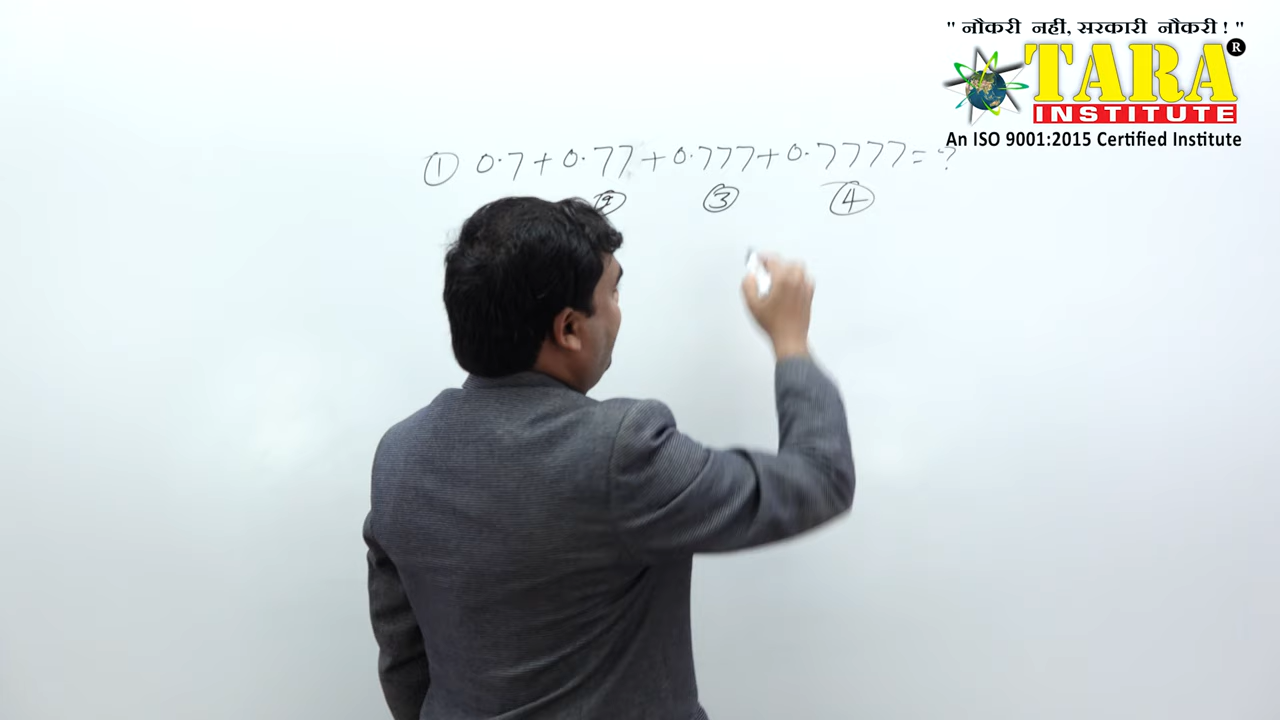 " नौकरी नहीं, सरकारी नौकरी ! "
TARA ®
INSTITUTE
An ISO 9001:2015 Certified Institute
① 0.7 + 0.77 + 0.777 + 0.7777 = ?
② ③ ④